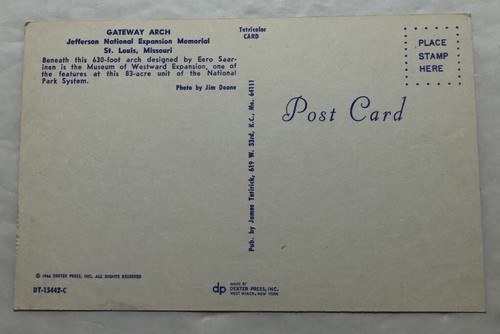 GATEWAY ARCH
Jefferson National Expansion Memorial
St. Louis, Missouri
Beneath this 630-foot arch designed by Eero Saar-
inen is the Museum of Westward Expansion, one of
the features at this 83-acre unit of the National
Park System.
Photo by Jim Doane
Tetricolor
CARD
PLACE
STAMP
HERE
Post Card
Pub. by James Tetirick, 619 W. 33rd, K.C., Mo. 64111
© 1966 DEXTER PRESS, INC. ALL RIGHTS RESERVED
DT-15442-C
dp
MADE BY
DEXTER PRESS, INC.
WEST NYACK, NEW YORK